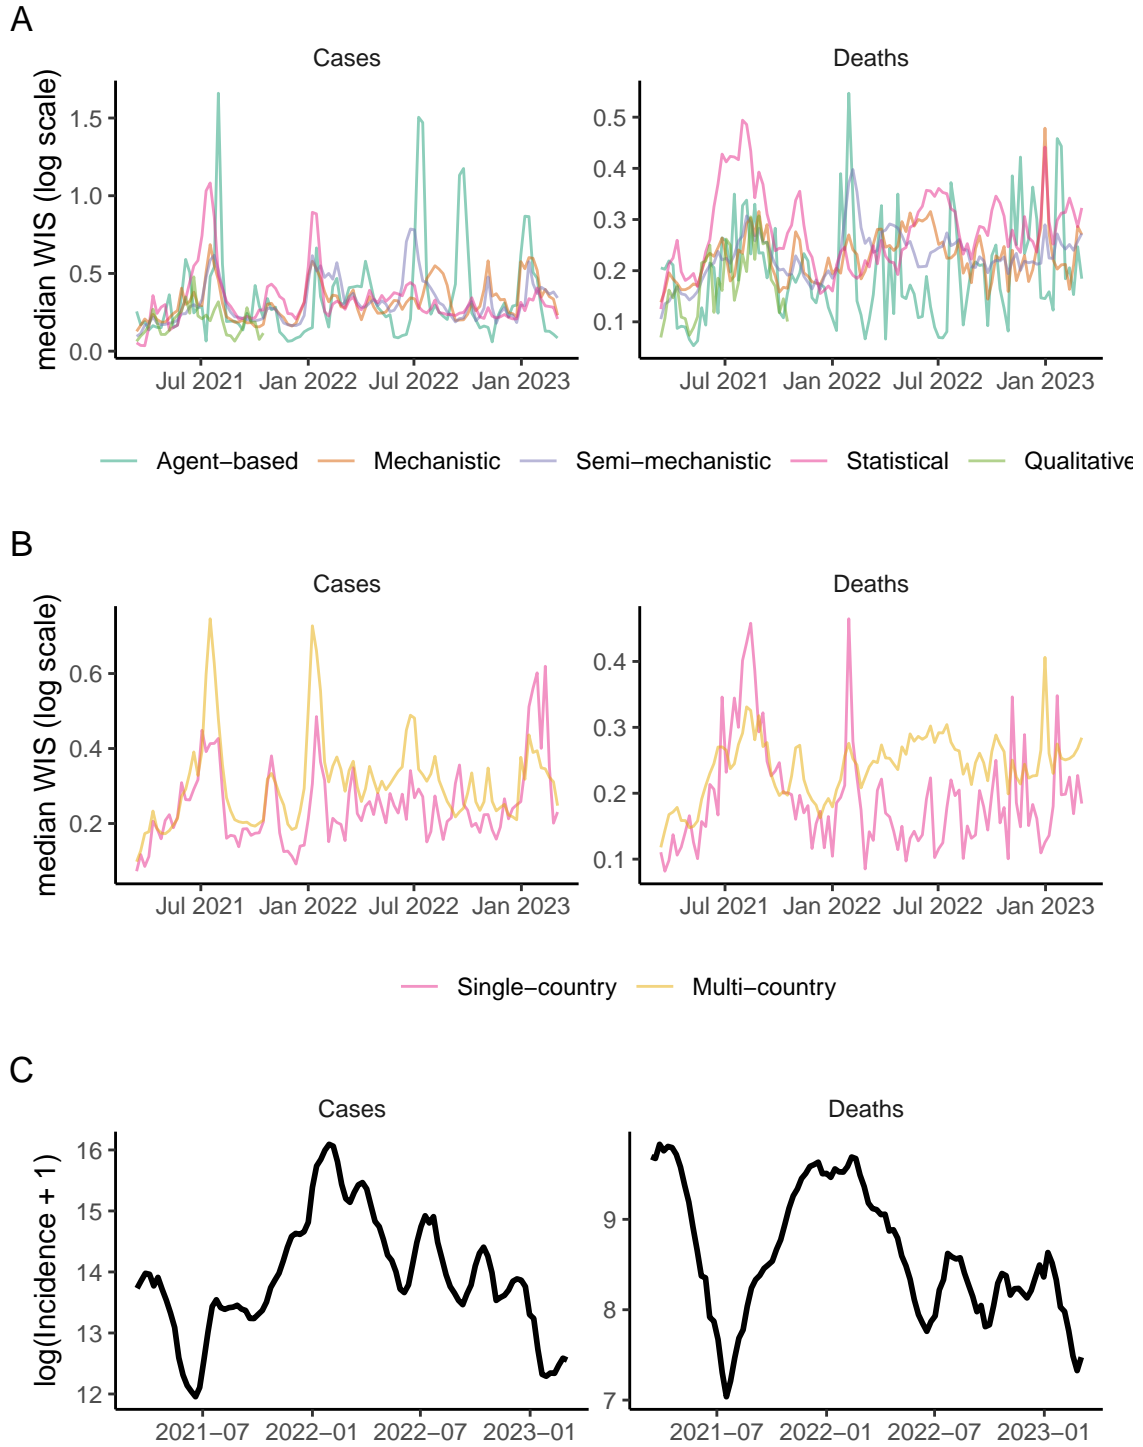 A
Cases
Deaths
median WIS (log scale)
1.5
1.0
0.5
0.0
0.5
0.4
0.3
0.2
0.1
Jul 2021 Jan 2022 Jul 2022 Jan 2023
Jul 2021 Jan 2022 Jul 2022 Jan 2023
Agent−based Mechanistic Semi−mechanistic Statistical Qualitative
B
Cases
Deaths
median WIS (log scale)
0.6
0.4
0.2
0.4
0.3
0.2
0.1
Jul 2021 Jan 2022 Jul 2022 Jan 2023
Jul 2021 Jan 2022 Jul 2022 Jan 2023
Single−country Multi−country
C
Cases
Deaths
log(Incidence + 1)
16
15
14
13
12
9
8
7
2021−07 2022−01 2022−07 2023−01
2021−07 2022−01 2022−07 2023−01